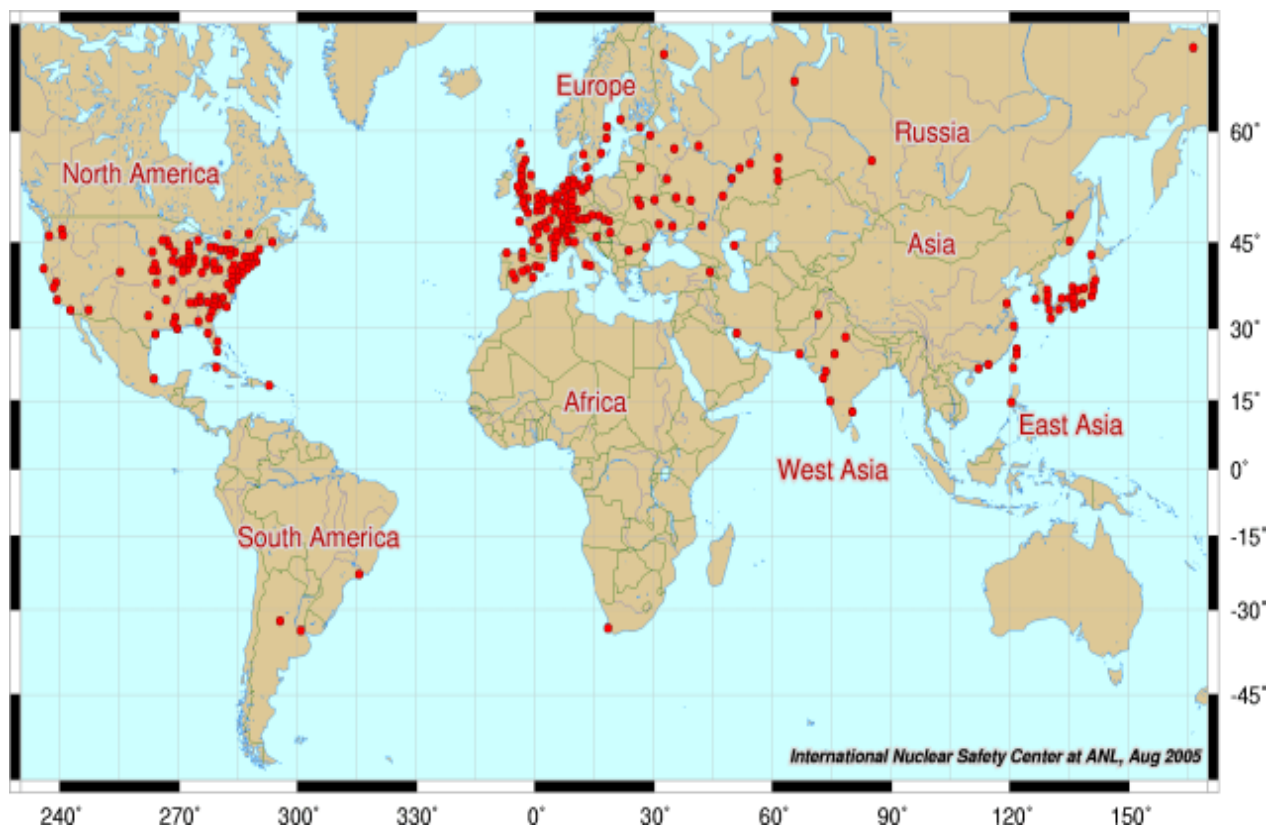 Europe
60°
Russia
North America
45°
Asia
30°
Africa
15°
East Asia
West Asia
0°
South America
-15°
-30°
-45°
International Nuclear Safety Center at ANL, Aug 2005
240° 270° 300° 330° 0° 30° 60° 90° 120° 150°